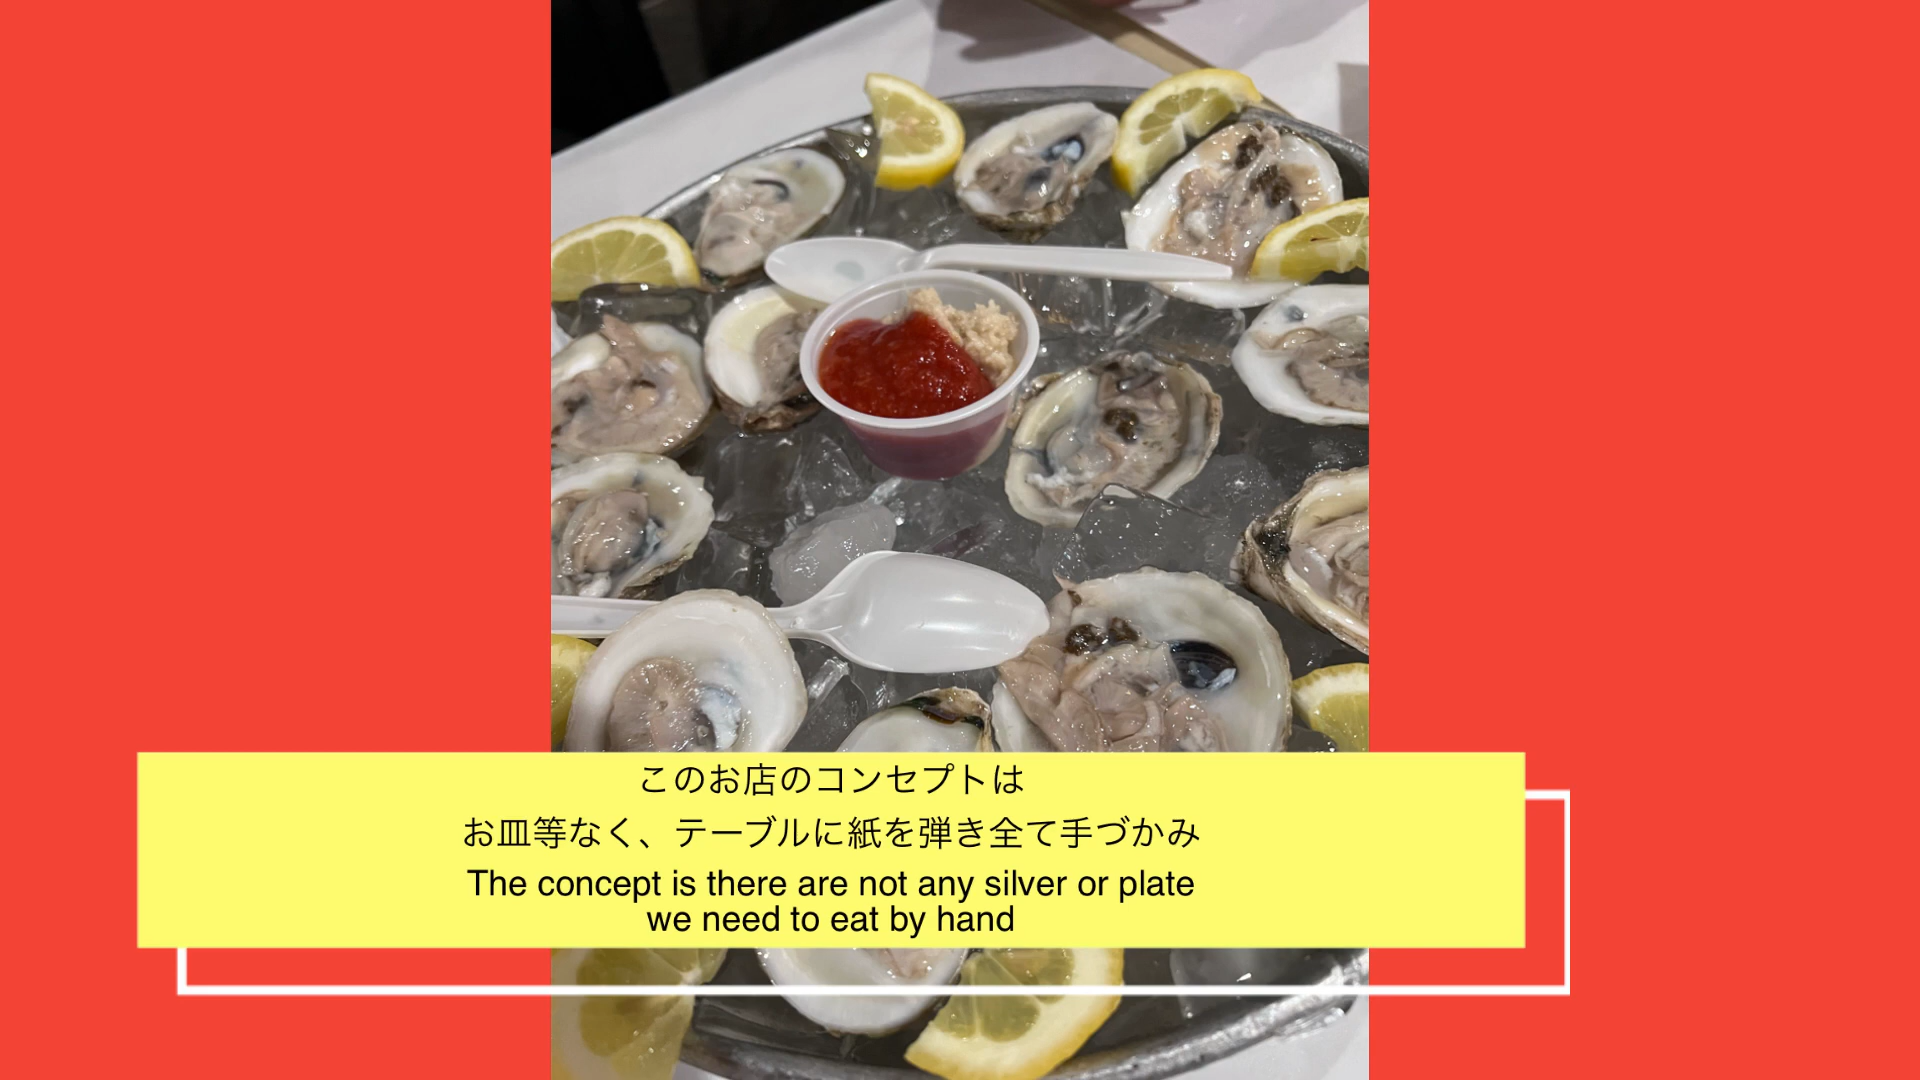 このお店のコンセプトは
お皿等なく、テーブルに紙を弾き全て手づかみ
The concept is there are not any silver or plate
we need to eat by hand